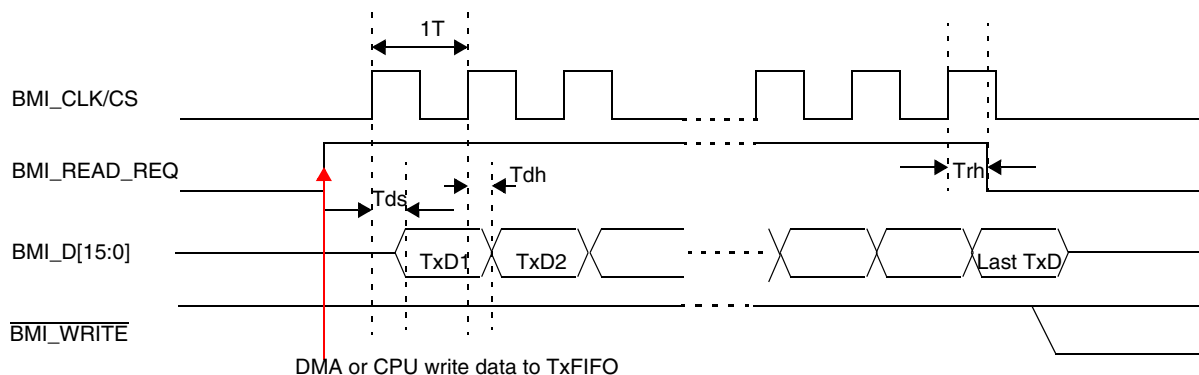 1T
BMI_CLK/CS
BMI_READ_REQ
Tds
Tdh
Trh
BMI_D[15:0]
TxD1
TxD2
Last TxD
BMI_WRITE
DMA or CPU write data to TxFIFO